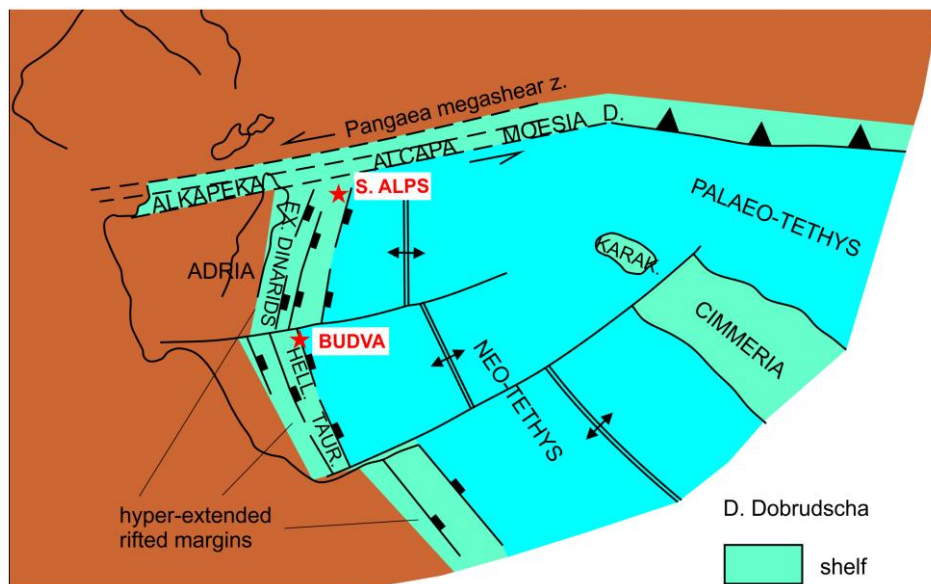 Pangaea megashear z.
ALKAPEKA
ALCAPA
MOESIA
D.
S. ALPS
EX. DINARIDS
ADRIA
PALAEO-TETHYS
KARAK.
CIMMERIA
BUDVA
HELL.
TAUR.
NEO-TETHYS
hyper-extended
rifted margins
D. Dobrudscha
shelf